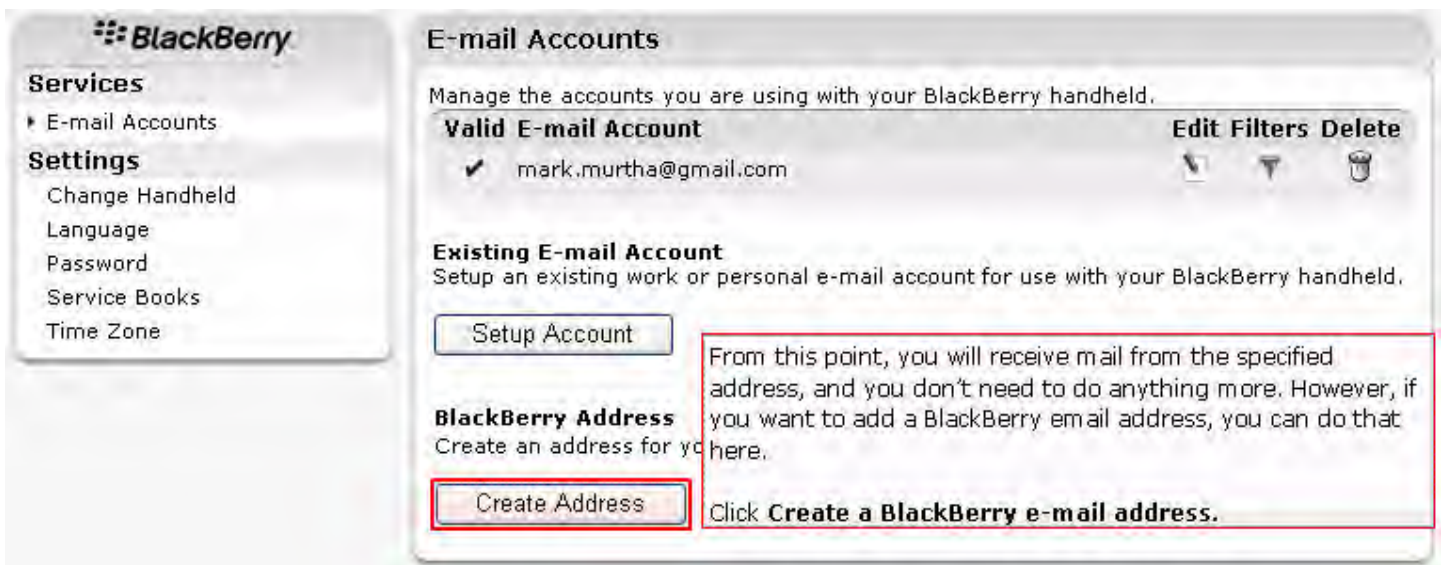 BlackBerry
Services
E-mail Accounts
Settings
Change Handheld
Language
Password
Service Books
Time Zone
E-mail Accounts
Manage the accounts you are using with your BlackBerry handheld.
Valid E-mail Account Edit Filters Delete
mark.murtha@gmail.com
Existing E-mail Account
Setup an existing work or personal e-mail account for use with your BlackBerry handheld.
Setup Account
BlackBerry Address
Create an address for yo
Create Address
From this point, you will receive mail from the specified
address, and you don't need to do anything more. However, if
you want to add a BlackBerry email address, you can do that
here.
Click Create a BlackBerry e-mail address.